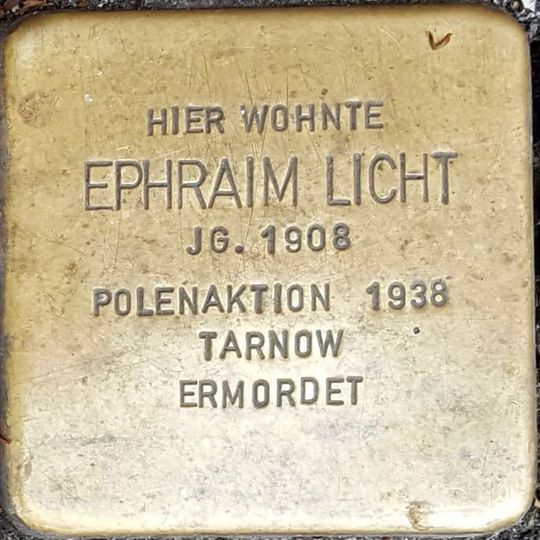 HIER WOHNTE
EPHRAIM LICHT
JG. 1908
POLENAKTION 1938
TARNOW
ERMORDET